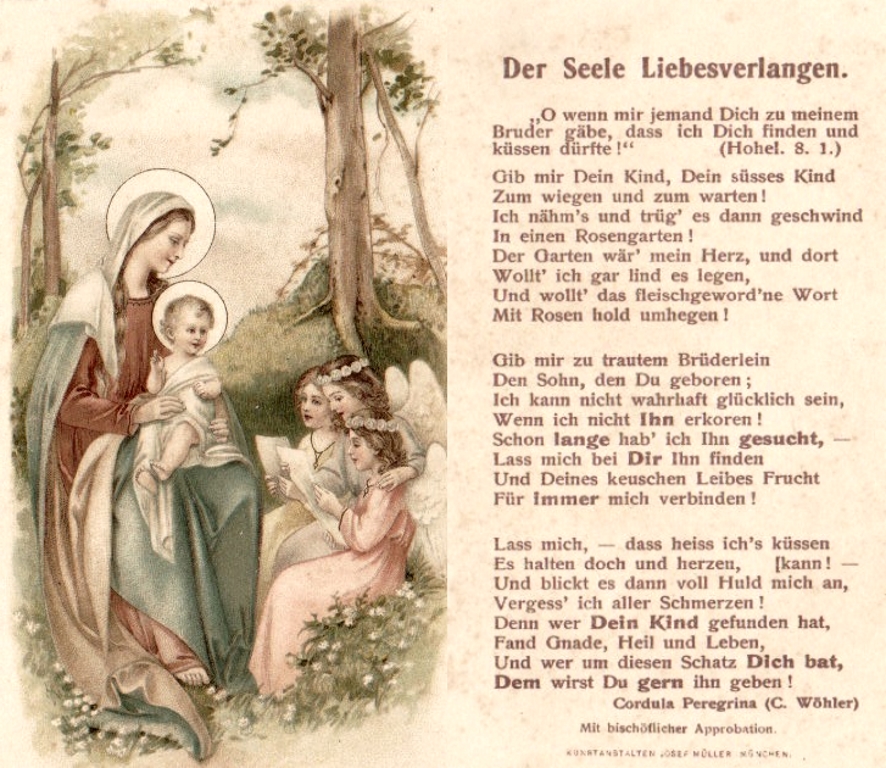 Der Seele Liebesverlangen.
„O wenn mir jemand Dich zu meinem
Bruder gäbe, dass ich Dich finden und
küssen dürfte!“ (Hohel. 8. 1.)
Gib mir Dein Kind, Dein süsses Kind
Zum wiegen und zum warten!
Ich nähm's und trüg' es dann geschwind
In einen Rosengarten!
Der Garten wär' mein Herz, und dort
Wollt' ich gar lind es legen,
Und wollt' das fleischgeword'ne Wort
Mit Rosen hold umhegen!
Gib mir zu trautem Brüderlein
Den Sohn, den Du geboren;
Ich kann nicht wahrhaft glücklich sein,
Wenn ich nicht Ihn erkoren!
Schon lange hab' ich Ihn gesucht, —
Lass mich bei Dir Ihn finden
Und Deines keuschen Leibes Frucht
Für immer mich verbinden!
Lass mich, — dass heiss ich's küssen
Es halten doch und herzen, [kann! —
Und blickt es dann voll Huld mich an,
Vergess' ich aller Schmerzen!
Denn wer Dein Kind gefunden hat,
Fand Gnade, Heil und Leben,
Und wer um diesen Schatz Dich bat,
Dem wirst Du gern ihn geben!
Cordula Peregrina (C. Wöhler)
Mit bischöflicher Approbation.
KUNSTANSTALTEN JOSEF MÜLLER MÜNCHEN.